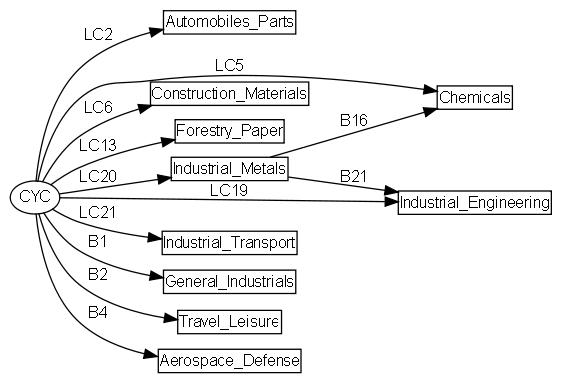 LC2
Automobiles_Parts
LC5
Chemicals
LC6
Construction_Materials
LC13
Forestry_Paper
B16
LC20
Industrial_Metals
B21
CYC
LC19
Industrial_Engineering
LC21
Industrial_Transport
B1
General_Industrials
B2
Travel_Leisure
B4
Aerospace_Defense